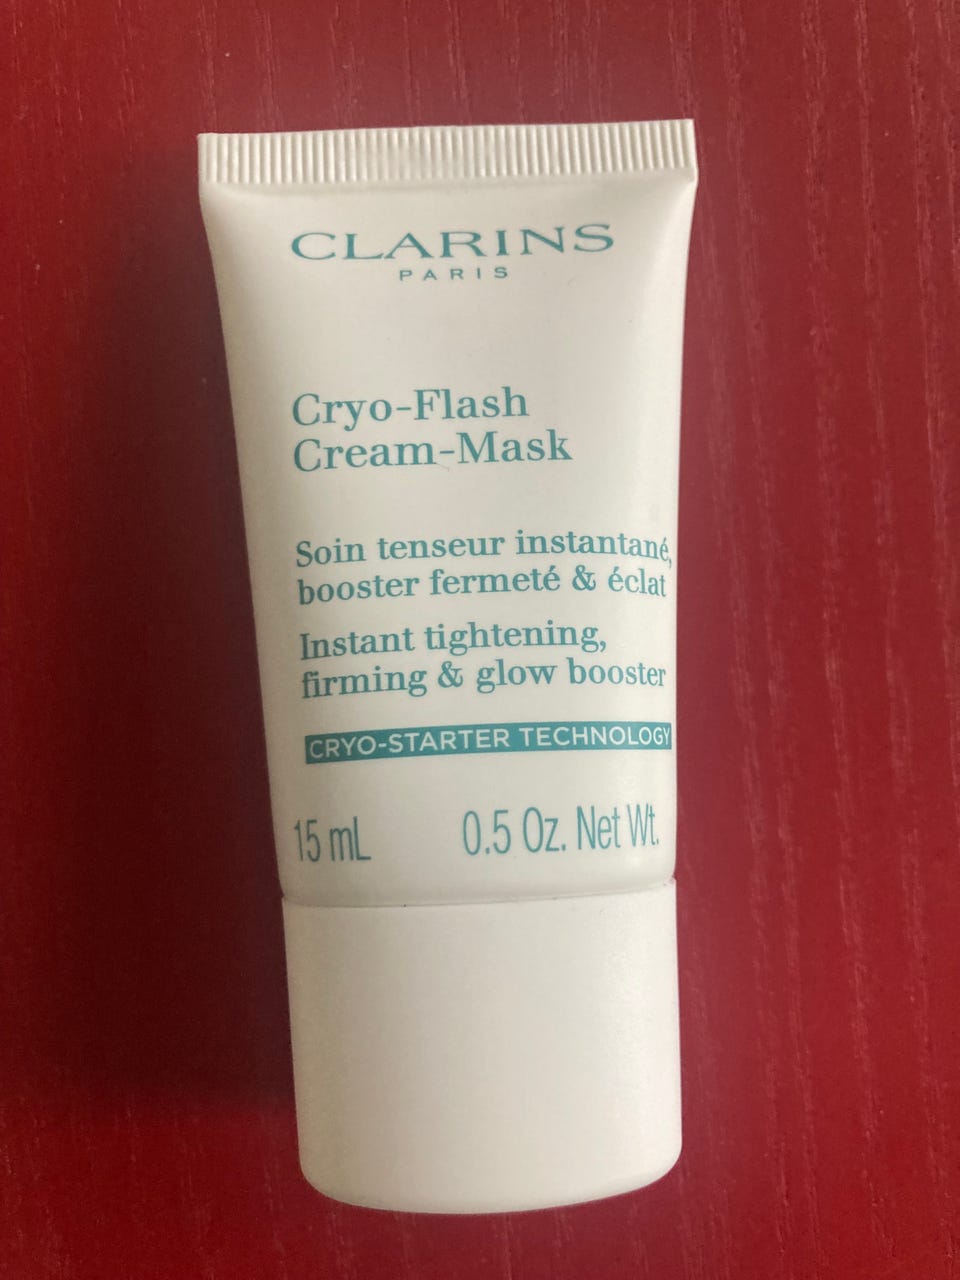 CLARINS
PARIS
Cryo-Flash
Cream-Mask
Soin tenseur instantané,
booster fermeté & éclat
Instant tightening,
firming & glow booster
CRYO-STARTER TECHNOLOGY
15 mL 0.5 Oz. Net Wt.